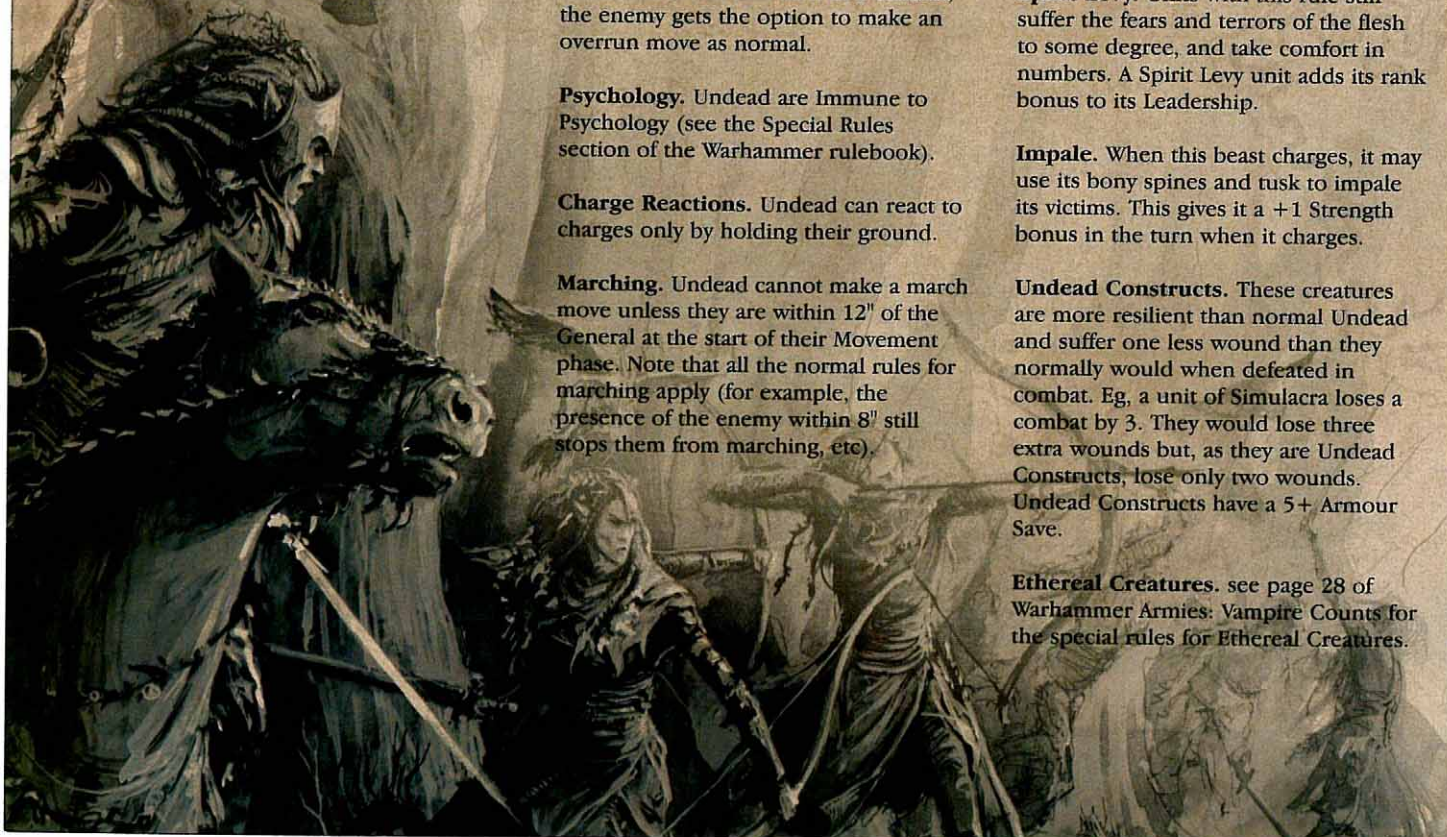 the enemy gets the option to make an
overrun move as normal.
Psychology. Undead are Immune to
Psychology (see the Special Rules
section of the Warhammer rulebook).
Charge Reactions. Undead can react to
charges only by holding their ground.
Marching. Undead cannot make a march
move unless they are within 12" of the
General at the start of their Movement
phase. Note that all the normal rules for
marching apply (for example, the
presence of the enemy within 8" still
stops them from marching, etc).
suffer the fears and terrors of the flesh
to some degree, and take comfort in
numbers. A Spirit Levy unit adds its rank
bonus to its Leadership.
Impale. When this beast charges, it may
use its bony spines and tusk to impale
its victims. This gives it a +1 Strength
bonus in the turn when it charges.
Undead Constructs. These creatures
are more resilient than normal Undead
and suffer one less wound than they
normally would when defeated in
combat. Eg, a unit of Simulacra loses a
combat by 3. They would lose three
extra wounds but, as they are Undead
Constructs, lose only two wounds.
Undead Constructs have a 5+ Armour
Save.
Ethereal Creatures. see page 28 of
Warhammer Armies: Vampire Counts for
the special rules for Ethereal Creatures.